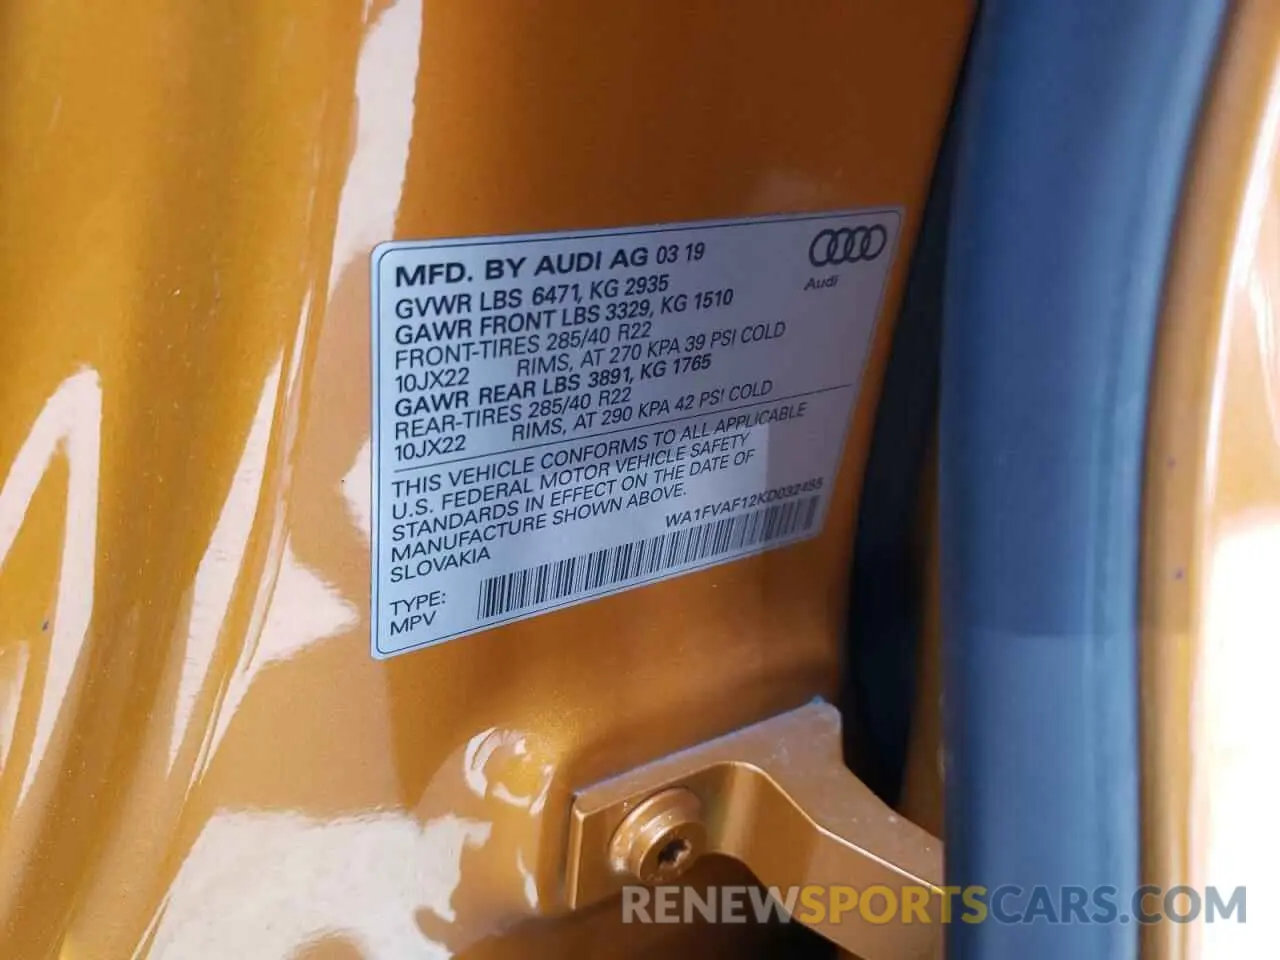 MFD. BY AUDI AG 03 19
Audi
GVWR LBS 6471, KG 2935
GAWR FRONT LBS 3329, KG 1510
FRONT-TIRES 285/40 R22
10JX22 RIMS, AT 270 KPA 39 PSI COLD
GAWR REAR LBS 3891, KG 1765
REAR-TIRES 285/40 R22
10JX22 RIMS, AT 290 KPA 42 PSI COLD
THIS VEHICLE CONFORMS TO ALL APPLICABLE
U.S. FEDERAL MOTOR VEHICLE SAFETY
STANDARDS IN EFFECT ON THE DATE OF
MANUFACTURE SHOWN ABOVE.
SLOVAKIA
WA1FVAF12KD032455
TYPE:
MPV
RENEWSPORTSCARS.COM